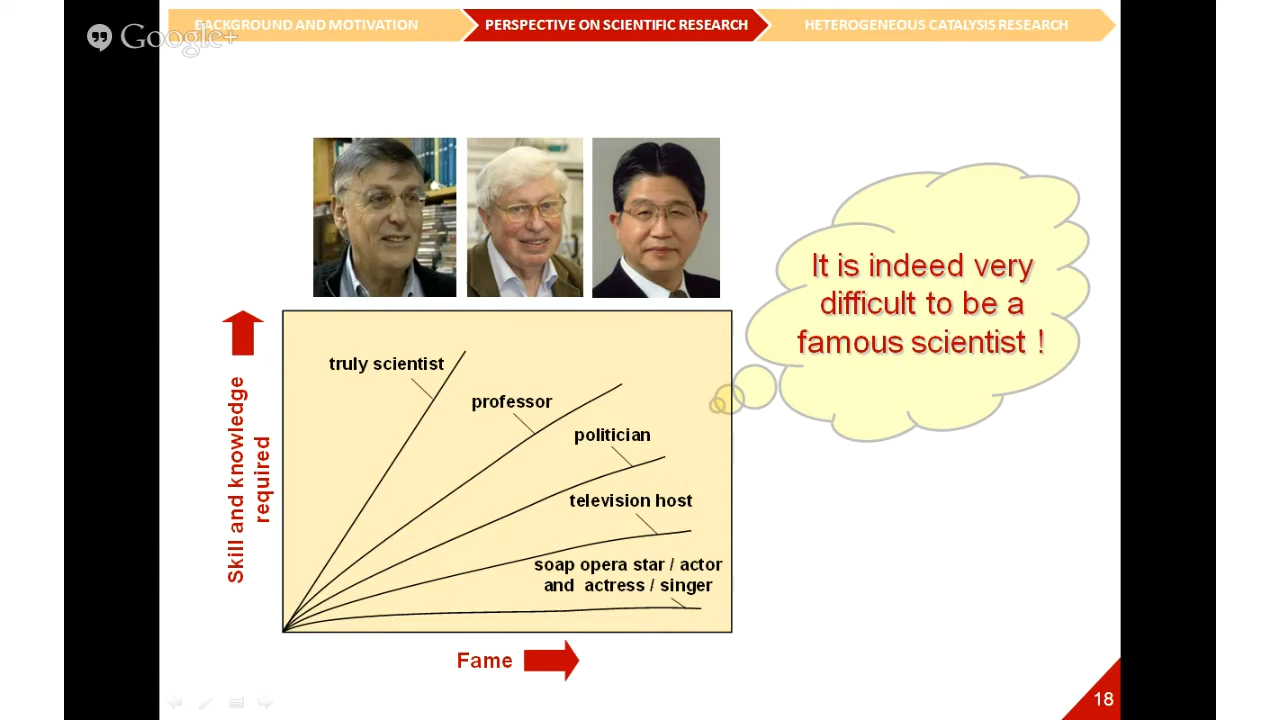 BACKGROUND AND MOTIVATION
PERSPECTIVE ON SCIENTIFIC RESEARCH
HETEROGENEOUS CATALYSIS RESEARCH
Google+
It is indeed very
difficult to be a
famous scientist !
truly scientist
professor
politician
television host
soap opera star / actor
and actress / singer
Skill and knowledge
required
Fame
18